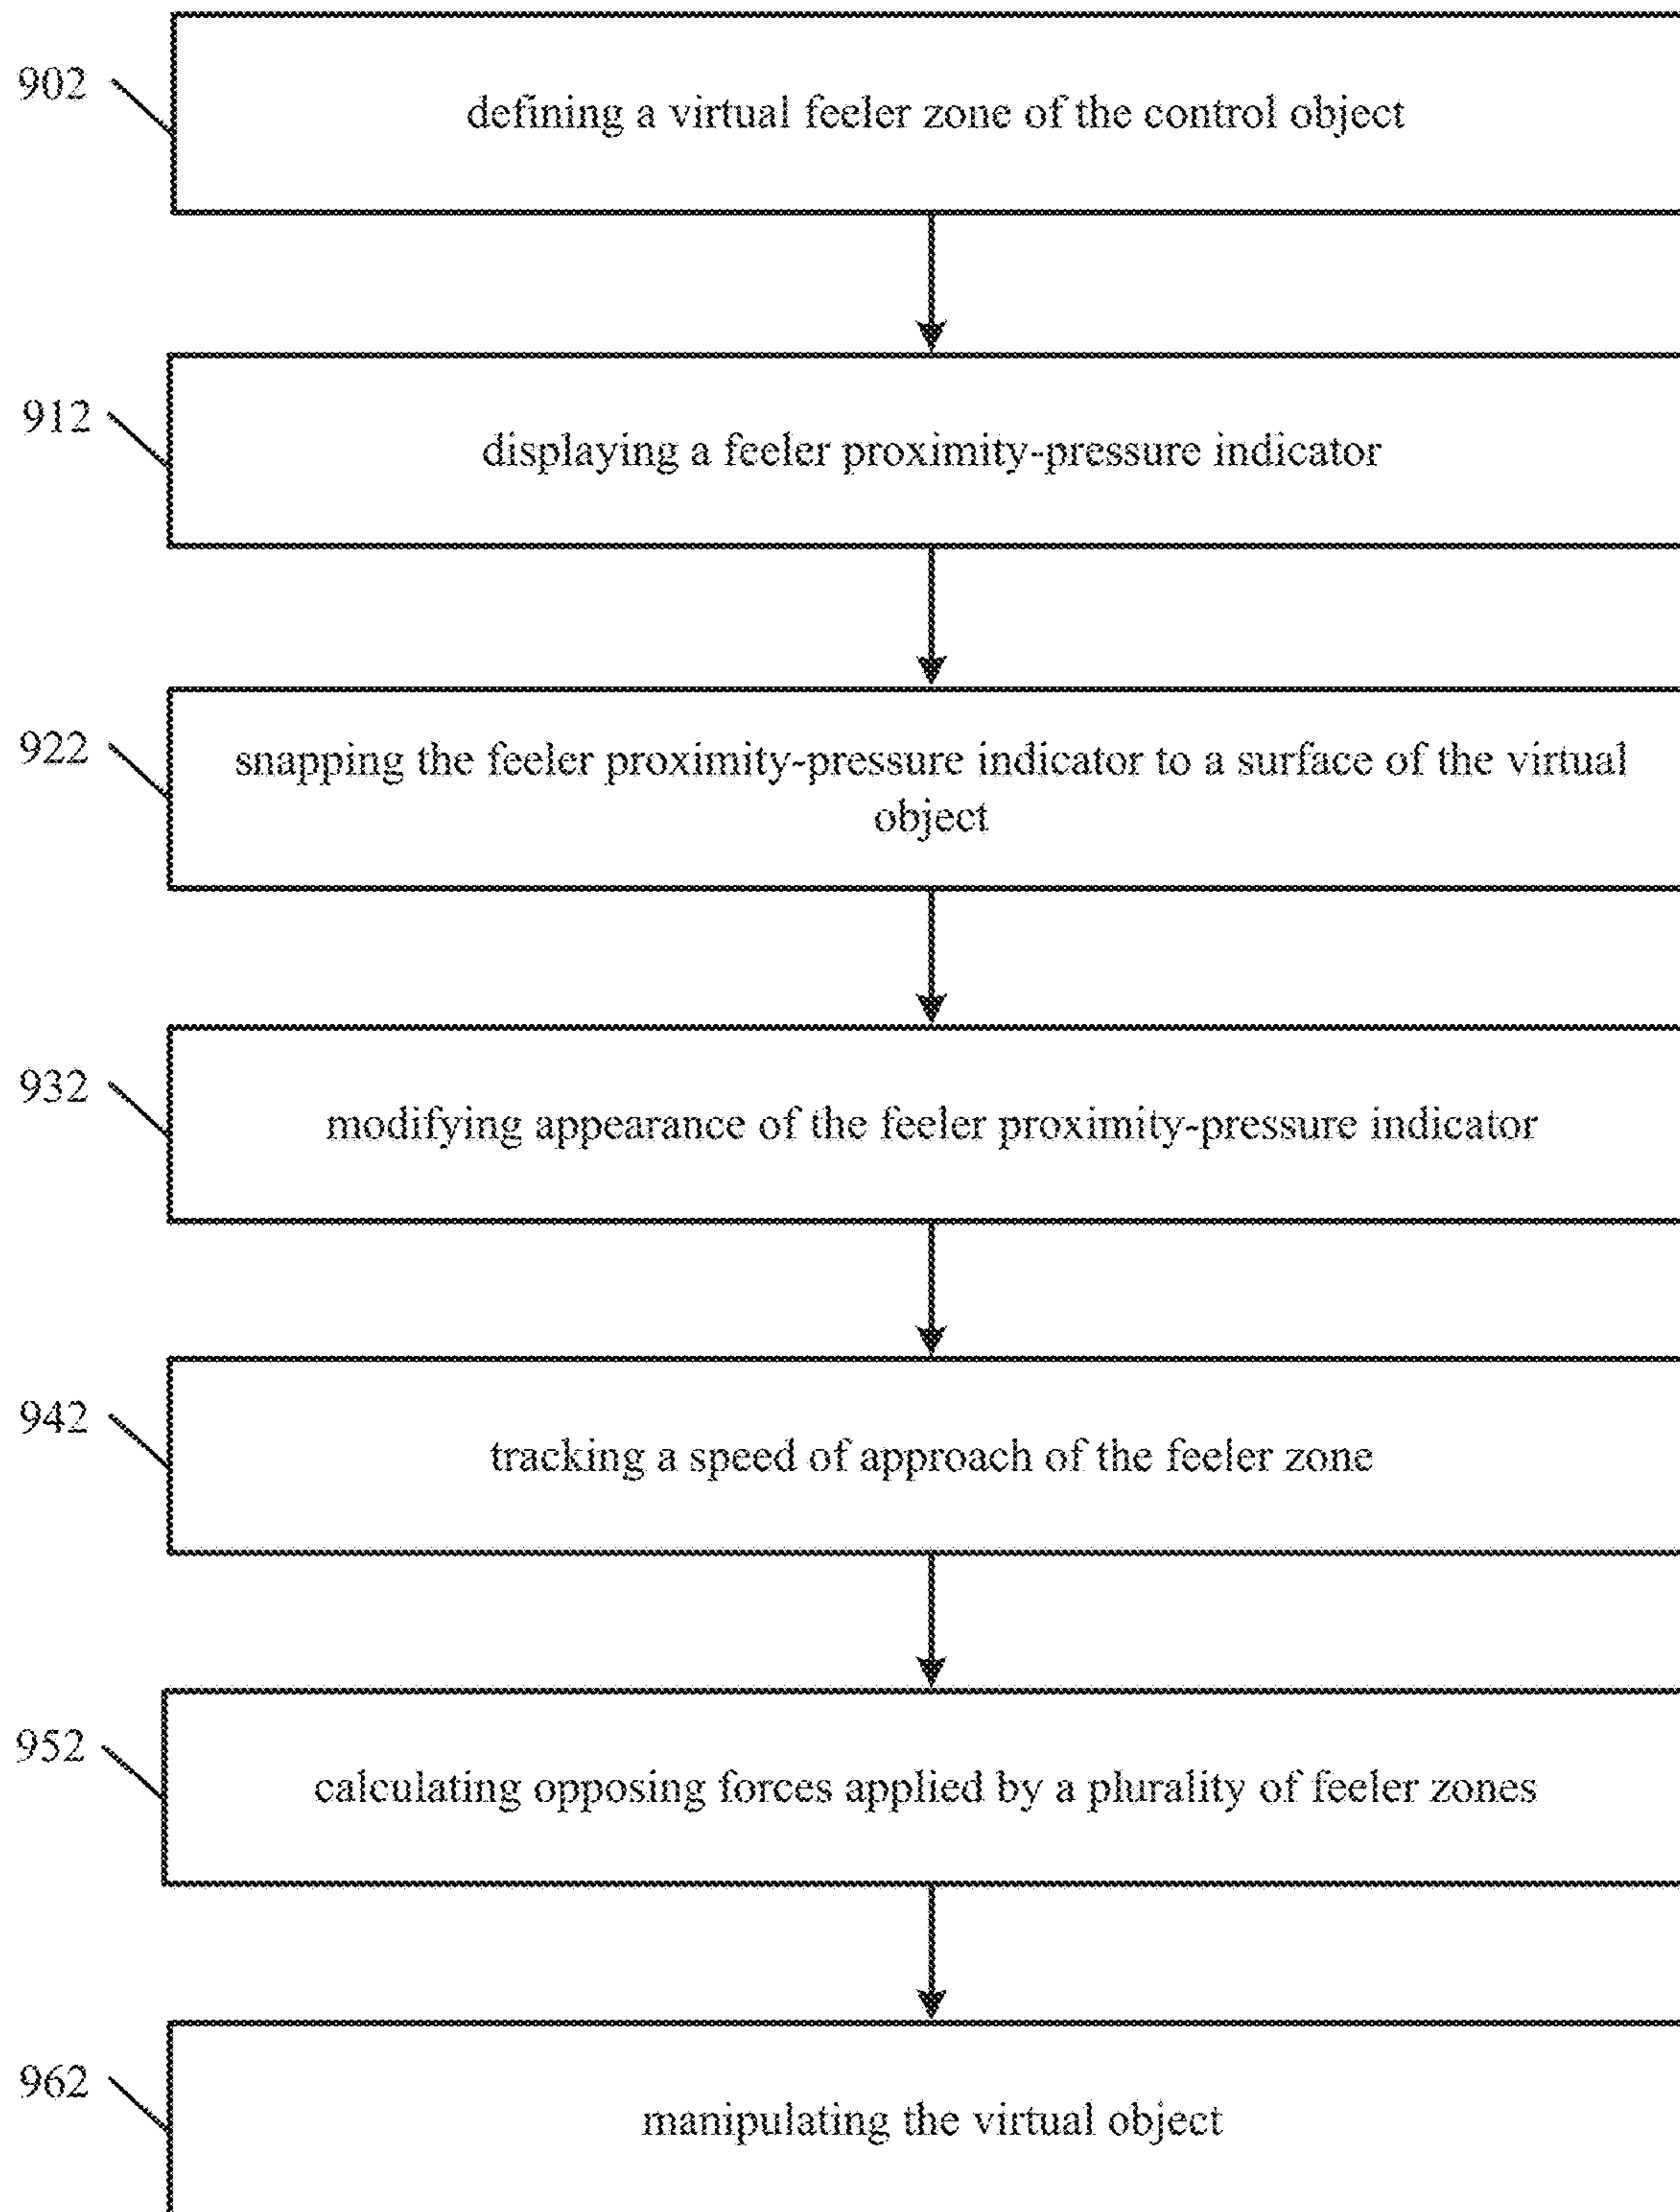 902
defining a virtual feeler zone of the control object
912
displaying a feeler proximity-pressure indicator
922
snapping the feeler proximity-pressure indicator to a surface of the virtual
object
932
modifying appearance of the feeler proximity-pressure indicator
942
tracking a speed of approach of the feeler zone
952
calculating opposing forces applied by a plurality of feeler zones
962
manipulating the virtual object